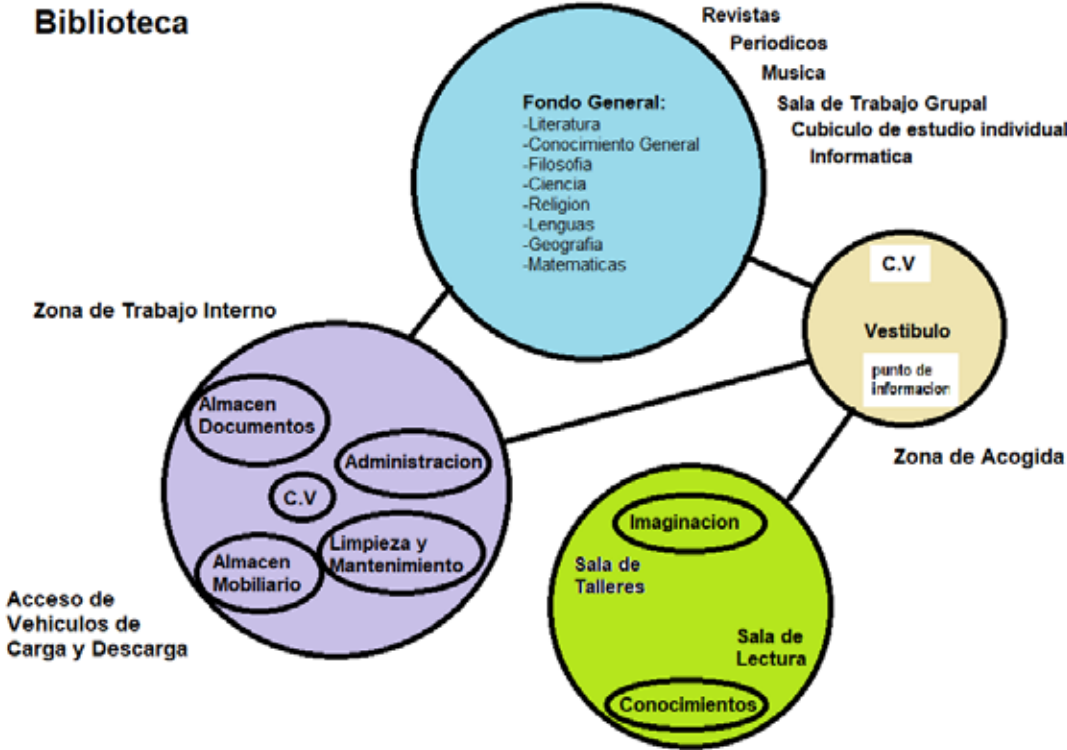 Biblioteca
Revistas
Periodicos
Musica
Sala de Trabajo Grupal
Cubiculo de estudio individual
Informatica
Fondo General:
-Literatura
-Conocimiento General
-Filosofia
-Ciencia
-Religion
-Lenguas
-Geografia
-Matematicas
C.V
Vestibulo
punto de
informacion
Zona de Acogida
Zona de Trabajo Interno
Almacen
Documentos
Administracion
C.V
Limpieza y
Mantenimiento
Almacen
Mobiliario
Acceso de
Vehiculos de
Carga y Descarga
Imaginacion
Sala de
Talleres
Sala de
Lectura
Conocimientos